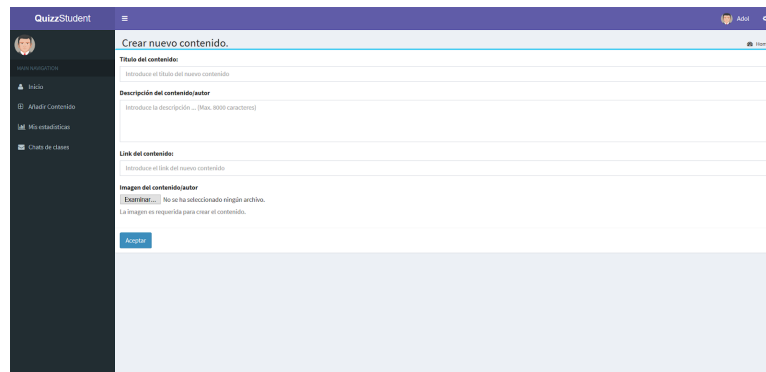 QuizzStudent
Adol
Crear nuevo contenido.
Hom
MAIN NAVIGATION
Inicio
Añadir Contenido
Mis estadísticas
Chats de clases
Título del contenido:
Introduce el título del nuevo contenido
Descripción del contenido/autor
Introduce la descripción ... (Max. 8000 caracteres)
Link del contenido:
Introduce el link del nuevo contenido
Imagen del contenido/autor
Examinar... No se ha seleccionado ningún archivo.
La imagen es requerida para crear el contenido.
Aceptar